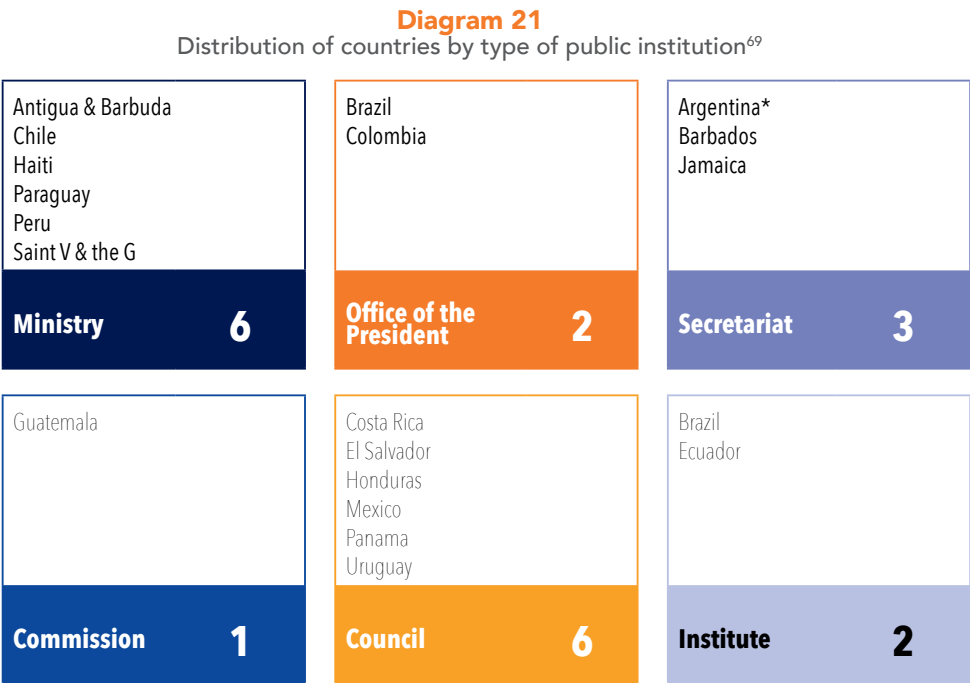 Diagram 21
Distribution of countries by type of public institution69
Antigua & Barbuda
Chile
Haiti
Paraguay
Peru
Saint V & the G
Ministry 6
Brazil
Colombia
Office of the
President 2
Argentina*
Barbados
Jamaica
Secretariat 3
Guatemala
Commission 1
Costa Rica
El Salvador
Honduras
Mexico
Panama
Uruguay
Council 6
Brazil
Ecuador
Institute 2